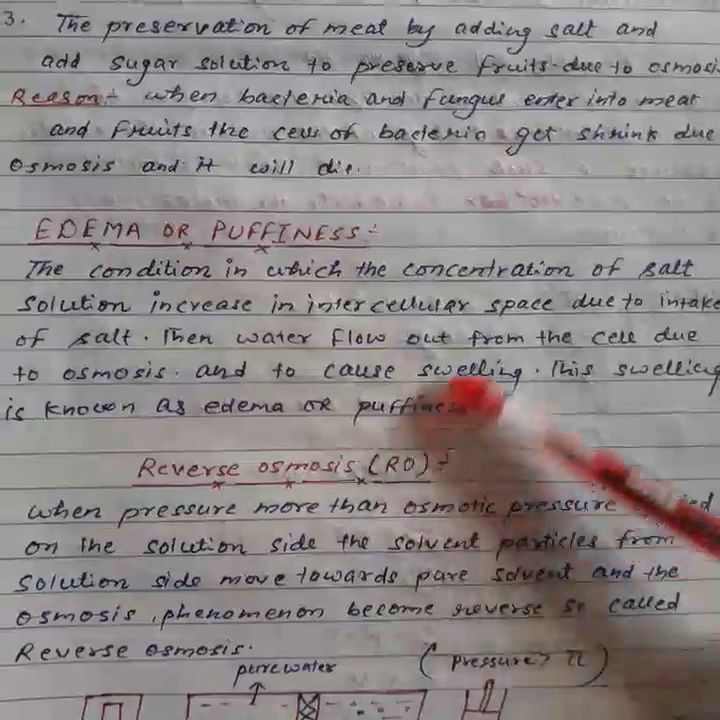 3. The preservation of meat by adding salt and
add sugar solution to preserve fruits due to osmosi
Reason:- when bacteria and fungus enter into meat
and fruits the cell of bacteria get shrink due
osmosis and it will die.
EDEMA OR PUFFINESS:-
The condition in which the concentration of salt
solution increase in intercellular space due to intake
of salt. Then water flow out from the cell due
to osmosis. and to cause swelling. This swelling
is known as edema or puffiness
Reverse osmosis (RO):-
when pressure more than osmotic pressure
on the solution side the solvent particles from
solution side move towards pure solvent and the
osmosis phenomenon become reverse so called
Reverse osmosis.
pure water
( pressure > π )